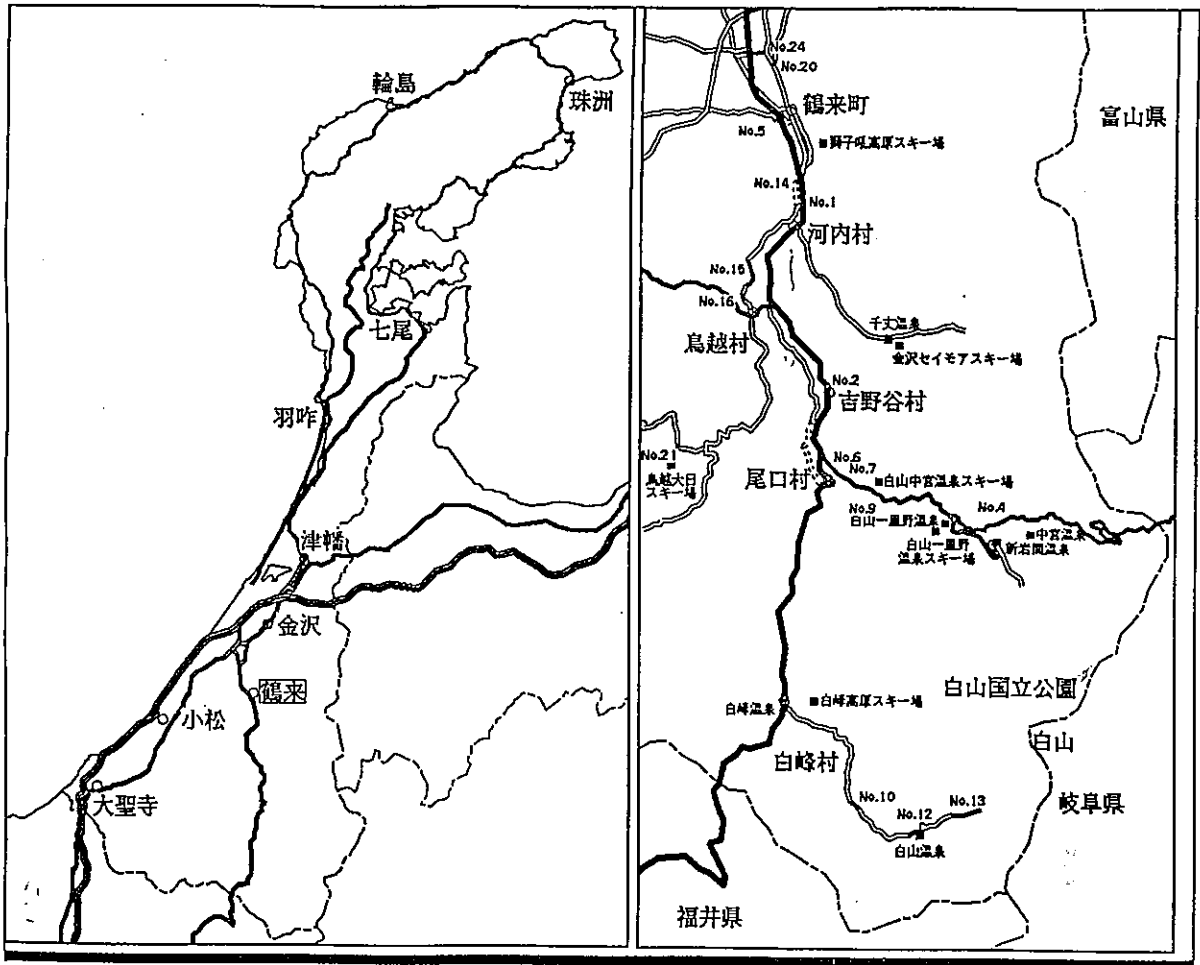 輪島
珠洲
七尾
羽咋
津幡
金沢
鶴来
小松
大聖寺
No.24
No.20
鶴来町
富山県
No.5
獅子吼高原スキー場
No.14
No.1
河内村
No.15
No.16
鳥越村
千丈温泉
金沢セイモアスキー場
No.2
吉野谷村
No.21
鳥越大日
スキー場
No.6
No.7
尾口村
白山中宮温泉スキー場
No.9
No.4
白山一里野温泉
白山一里野
温泉スキー場
中宮温泉
新岩間温泉
白山国立公園
白峰温泉
白峰高原スキー場
白山
白峰村
岐阜県
No.10
No.12
No.13
白山温泉
福井県